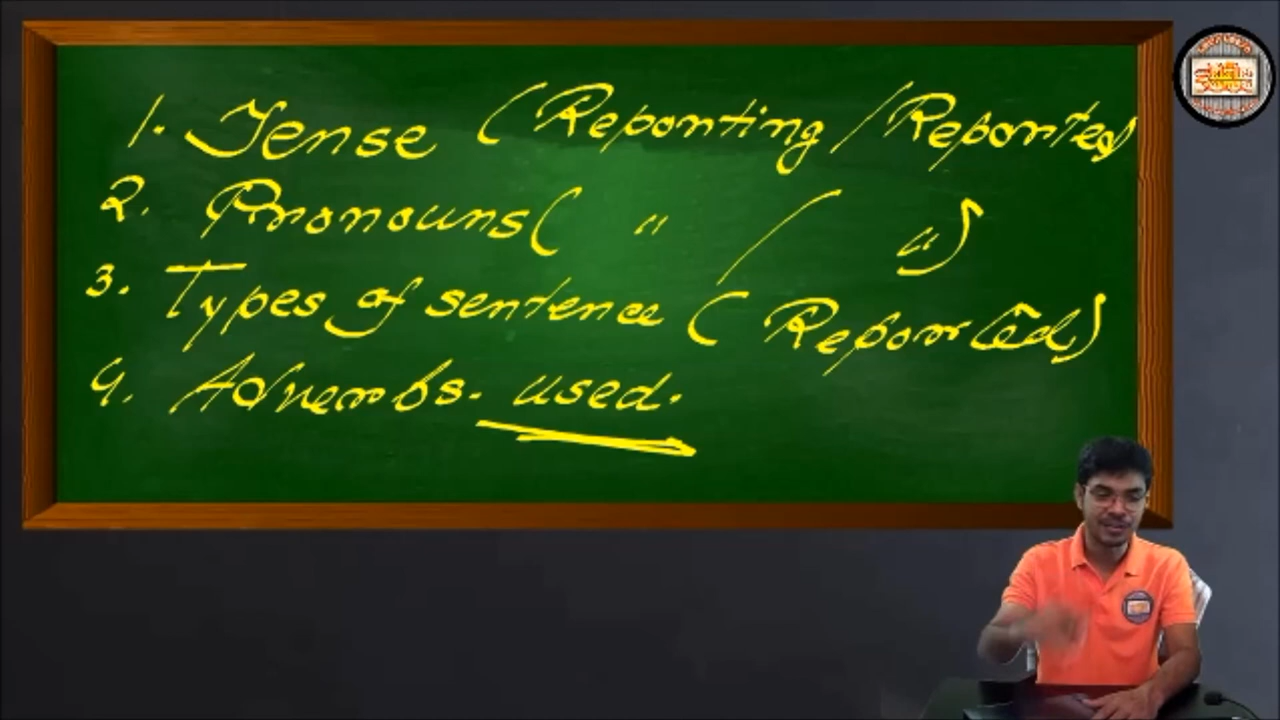 1. Tense (Reporting / Reported)
2. Pronouns ( " / " )
3. Types of sentence (Reported)
4. Adverbs. used.